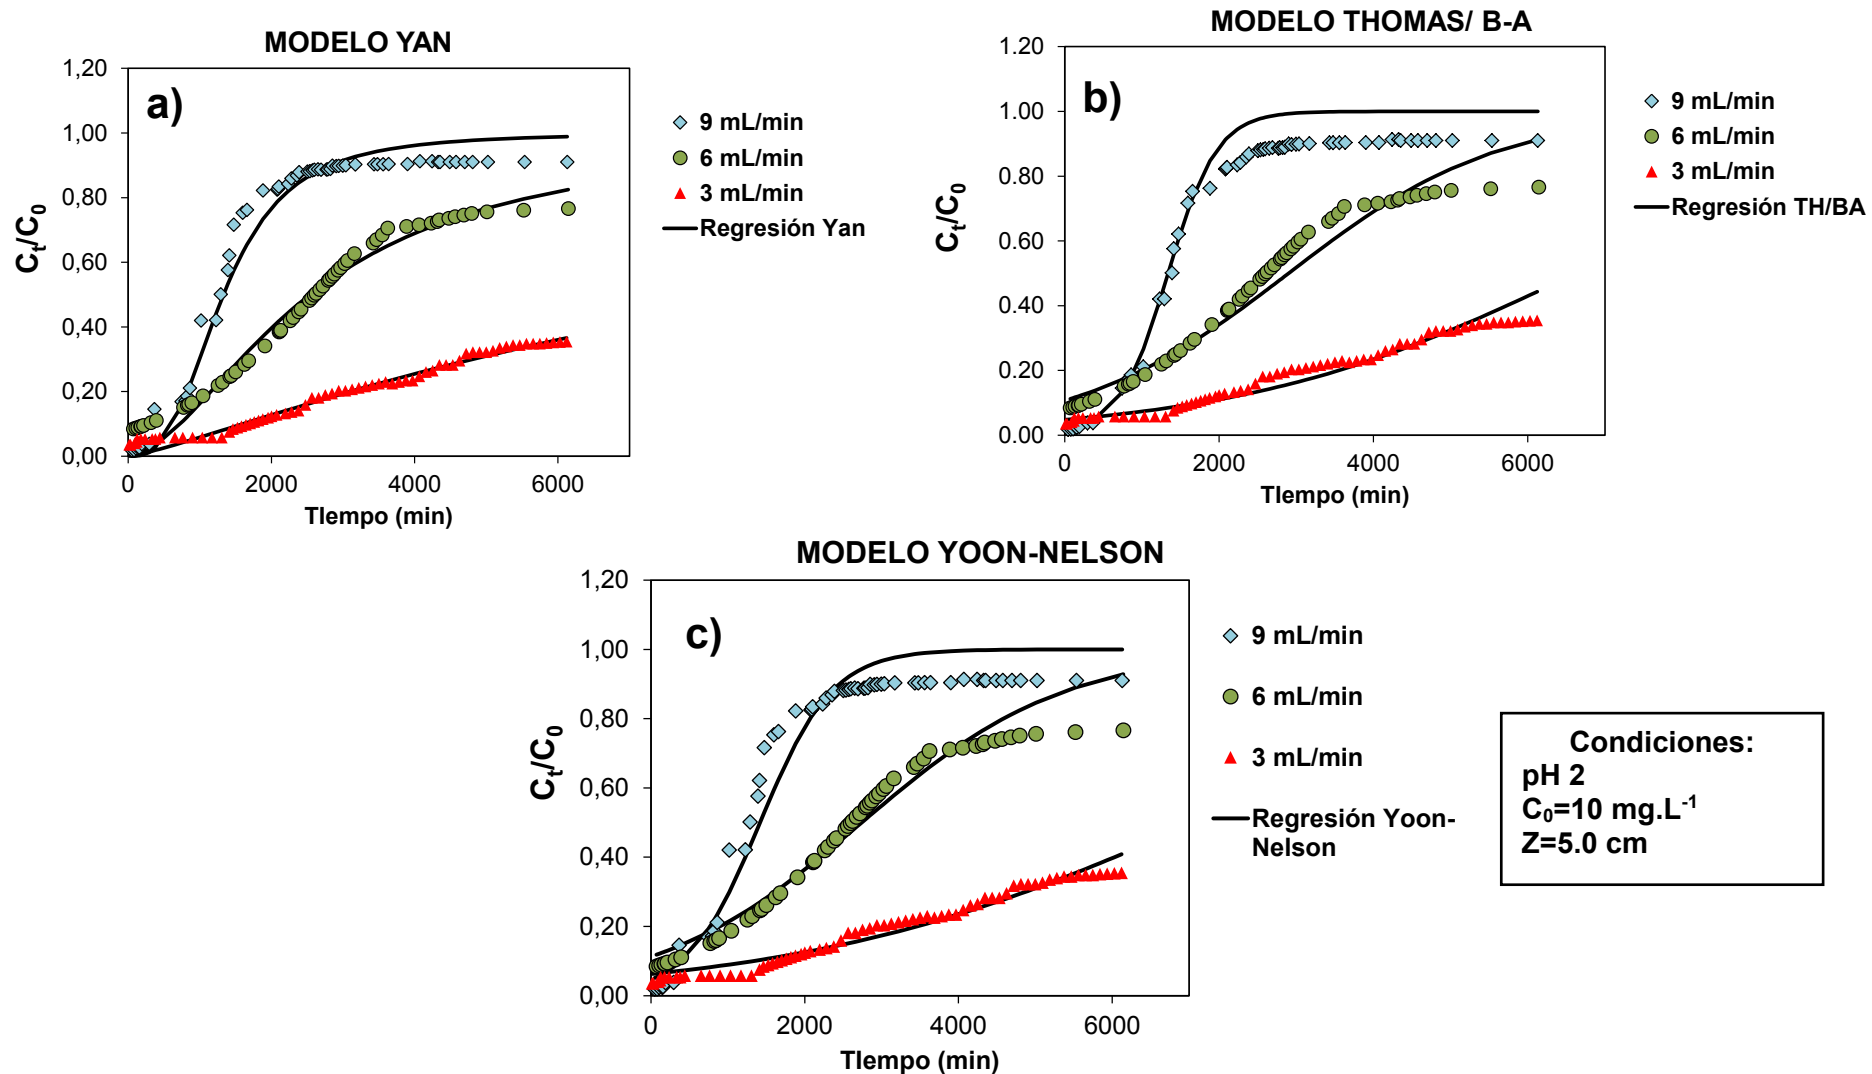 MODELO YAN
1,20
1,00
0,80
0,60
0,40
0,20
0,00
0
2000
4000
6000
Ct/C0
TIempo (min)
a)
9 mL/min
6 mL/min
3 mL/min
Regresión Yan
MODELO THOMAS/ B-A
1.20
1.00
0.80
0.60
0.40
0.20
0.00
0
2000
4000
6000
Ct/C0
TIempo (min)
b)
9 mL/min
6 mL/min
3 mL/min
Regresión TH/BA
MODELO YOON-NELSON
1,20
1,00
0,80
0,60
0,40
0,20
0,00
0
2000
4000
6000
Ct/C0
TIempo (min)
c)
9 mL/min
6 mL/min
3 mL/min
Regresión Yoon-
Nelson
Condiciones:
pH 2
C0=10 mg.L-1
Z=5.0 cm